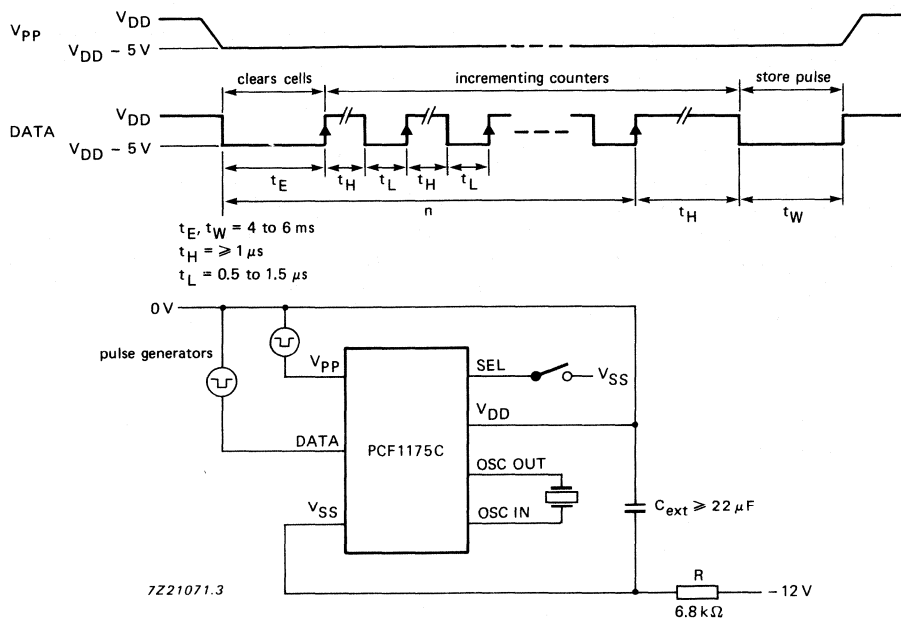 V_PP
V_DD
V_DD – 5 V
clears cells
incrementing counters
store pulse
DATA
V_DD
V_DD – 5 V
t_E t_H t_L t_H t_L
n
t_H
t_W
t_E, t_W = 4 to 6 ms
t_H = ⩾ 1 μs
t_L = 0.5 to 1.5 μs
0 V
pulse generators
V_PP
SEL
V_SS
V_DD
DATA
PCF1175C
OSC OUT
V_SS
OSC IN
C_ext ⩾ 22 μF
7Z21071.3
R
–12 V
6.8 kΩ